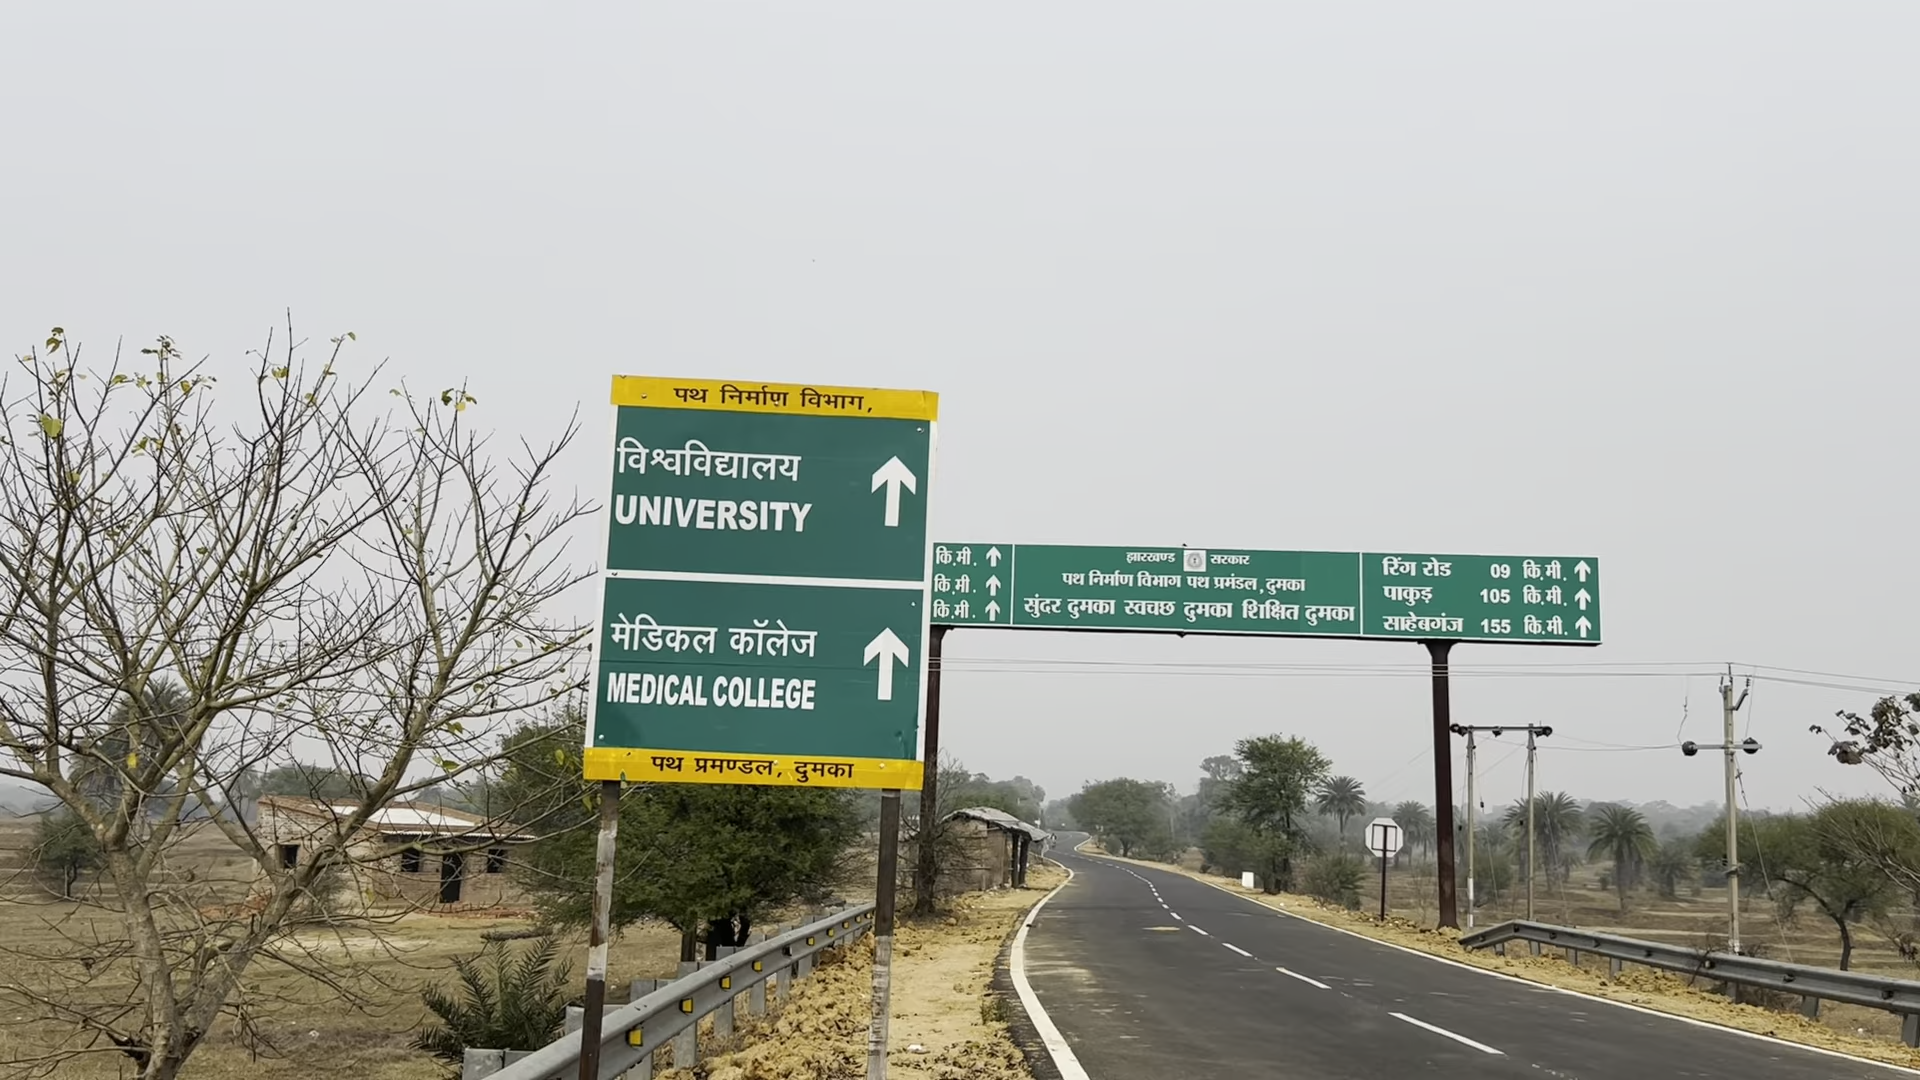 पथ निर्माण विभाग,
विश्वविद्यालय
UNIVERSITY
मेडिकल कॉलेज
MEDICAL COLLEGE
पथ प्रमण्डल, दुमका
कि.मी.
कि.मी.
कि.मी.
झारखण्ड सरकार
पथ निर्माण विभाग पथ प्रमंडल, दुमका
सुंदर दुमका स्वच्छ दुमका शिक्षित दुमका
रिंग रोड 09 कि.मी.
पाकुड़ 105 कि.मी.
साहेबगंज 155 कि.मी.